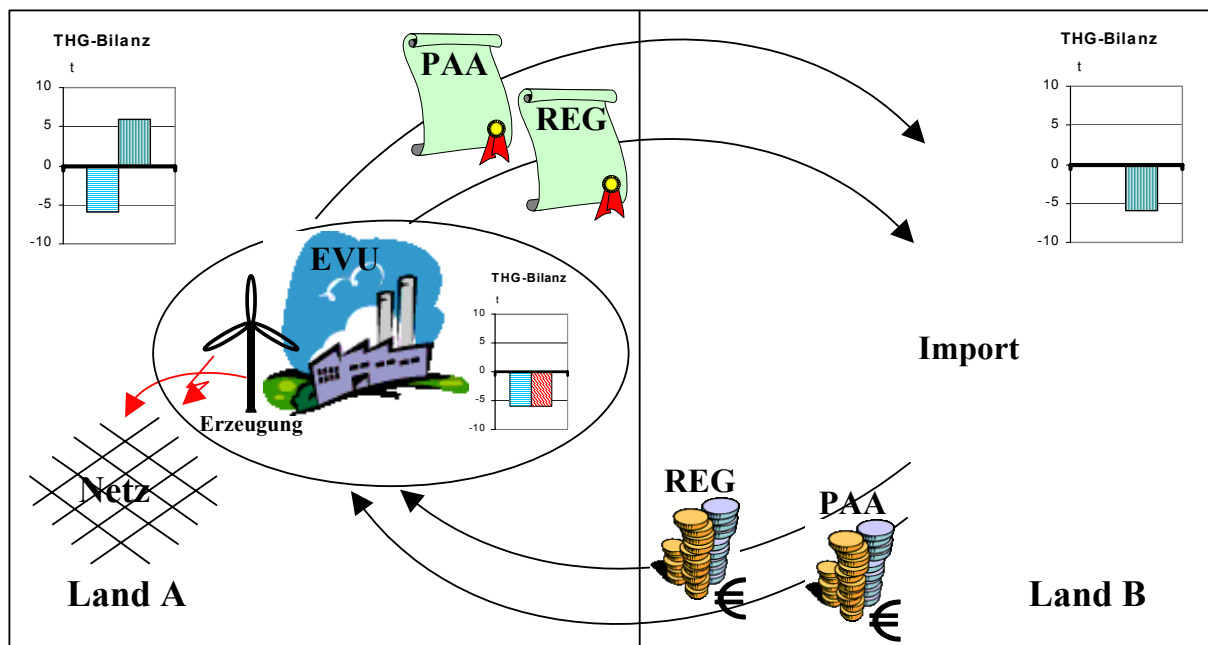 THG-Bilanz
t
10
5
0
-5
-10
PAA
REG
THG-Bilanz
t
10
5
0
-5
-10
EVU
THG-Bilanz
t
10
5
0
-5
-10
Erzeugung
Netz
Import
REG
PAA
€
€
Land A
Land B